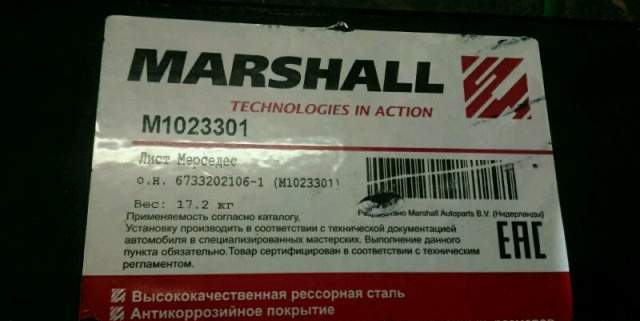 MARSHALL
TECHNOLOGIES IN ACTION
M1023301
Лист Мерседес
о.н. 6733202106-1 (M1023301)
Вес: 17.2 кг
Marshall Autoparts B.V. (Нидерланды)
Применяемость согласно каталогу.
Установку производить в соответствии с технической документацией
автомобиля в специализированных мастерских. Выполнение данного
пункта обязательно. Товар сертифицирован в соответствии с техническим
регламентом.
EAC
Высококачественная рессорная сталь
Антикоррозийное покрытие